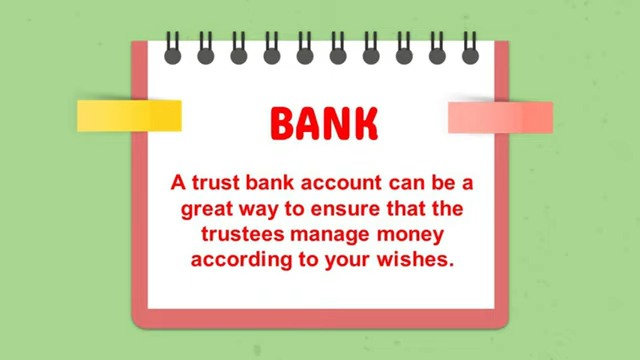 BANK
A trust bank account can be a
great way to ensure that the
trustees manage money
according to your wishes.